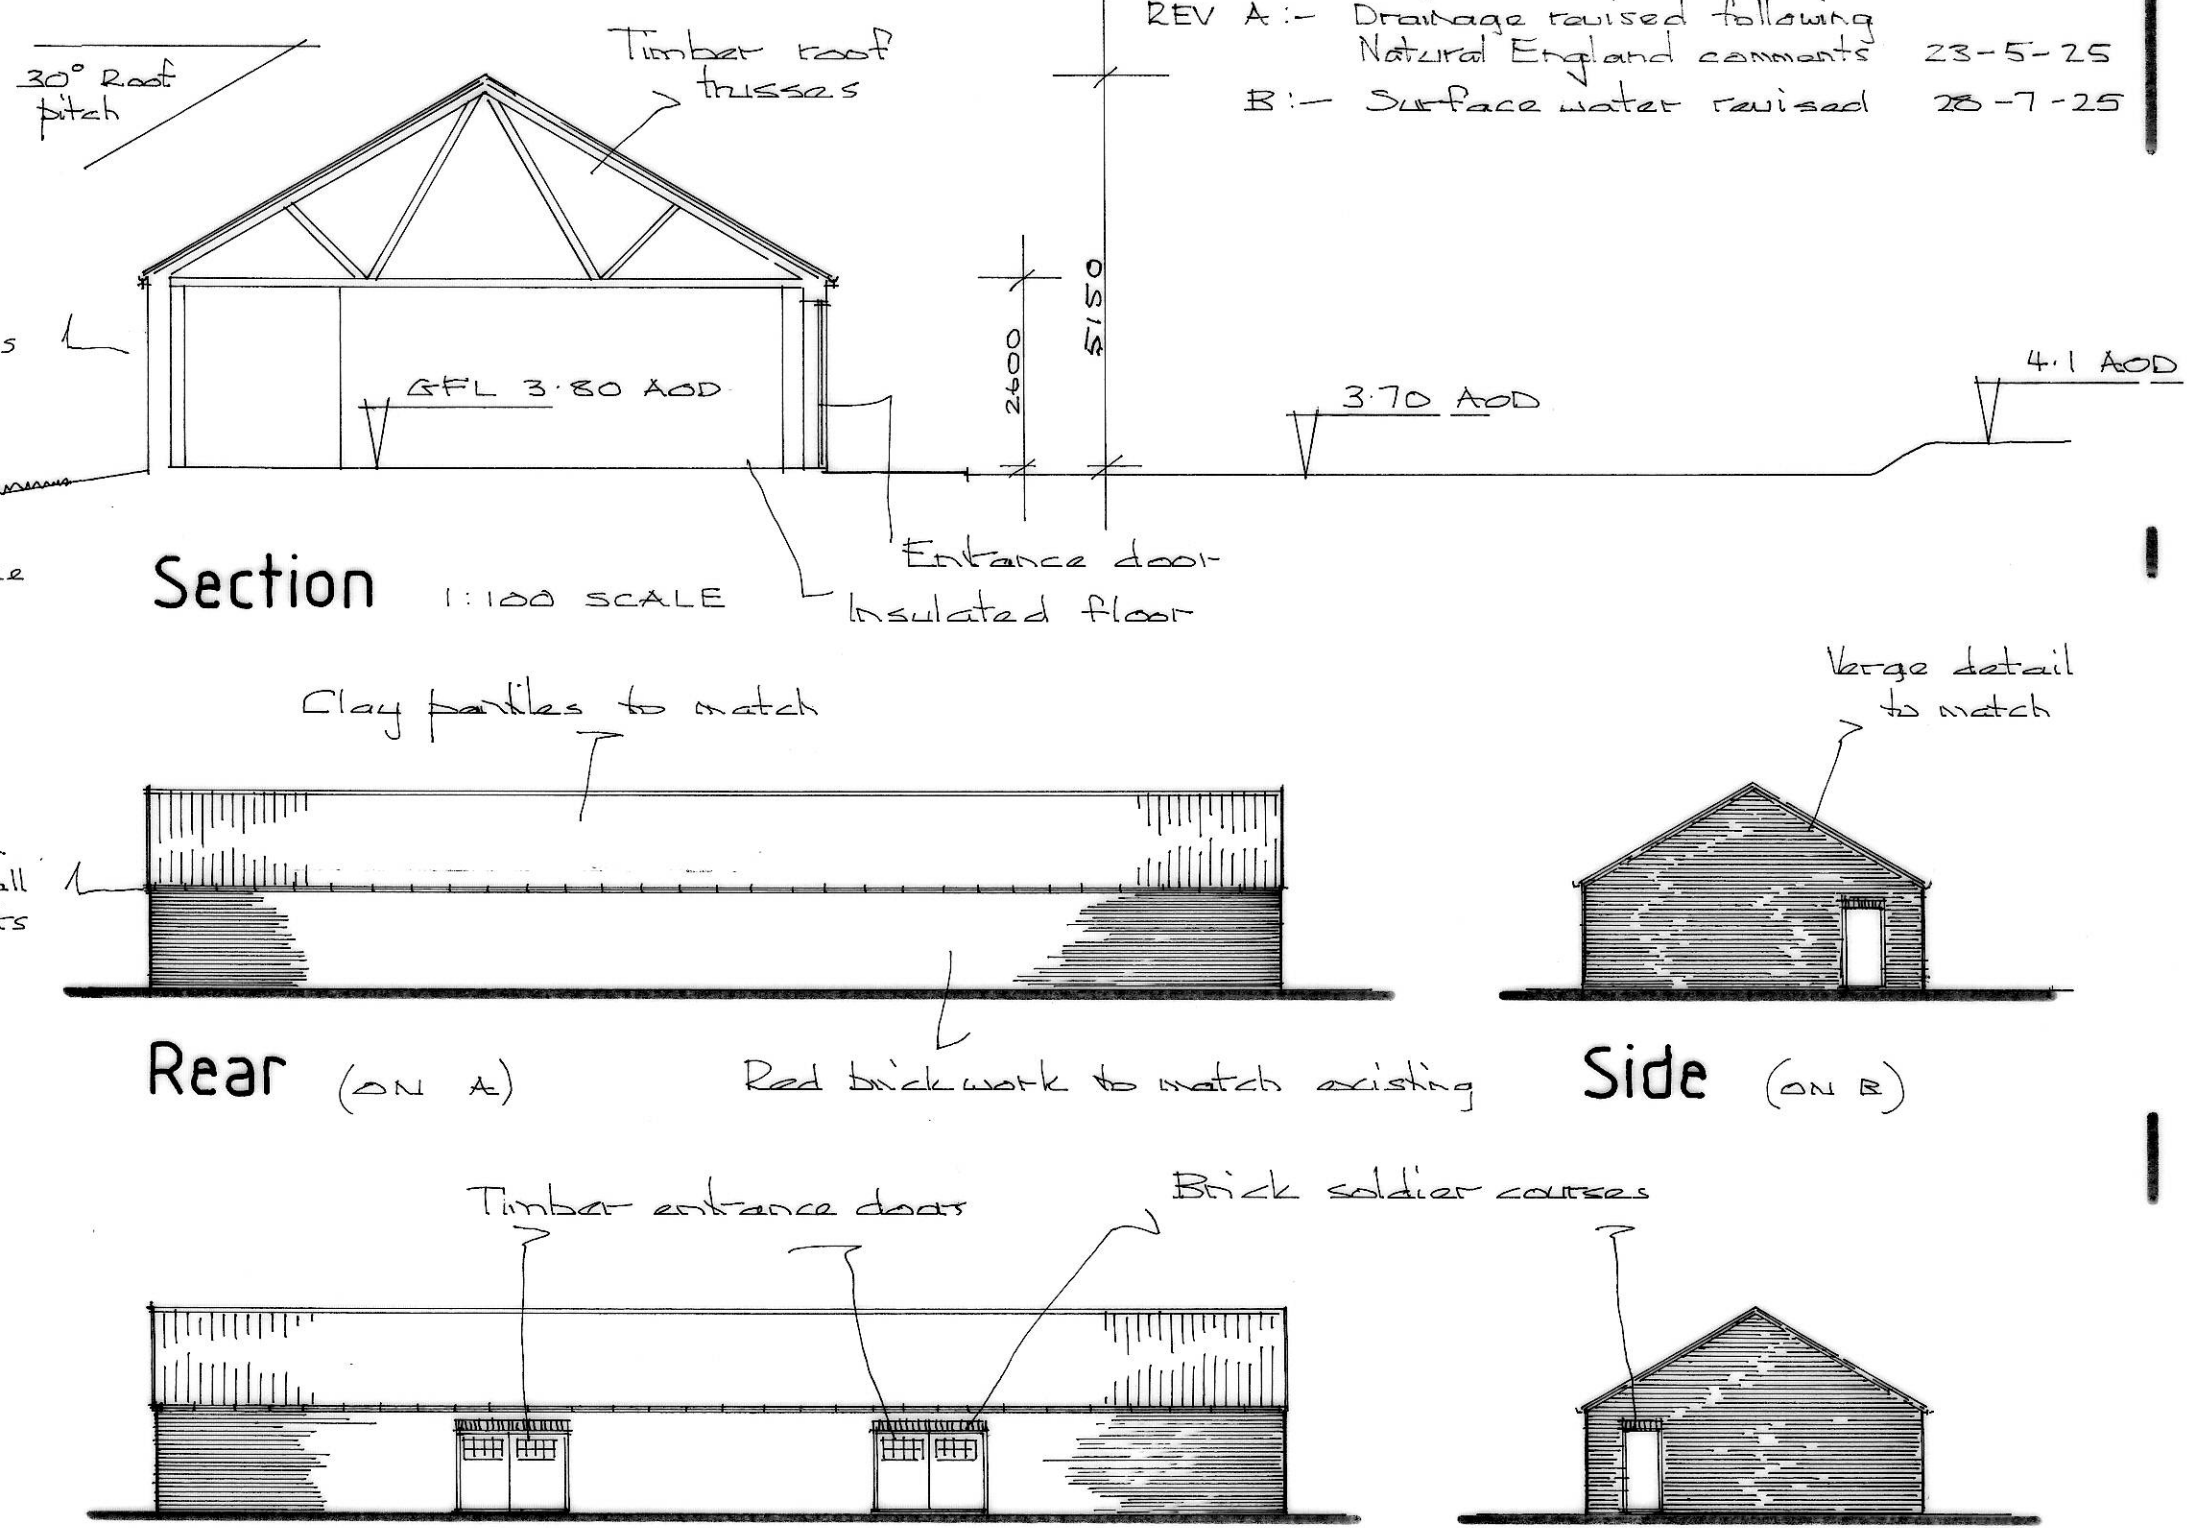 REV A :- Drainage revised following
Natural England comments 23-5-25
B :- Surface water revised 28-7-25
30° Roof
pitch
Timber roof
trusses
5150
2600
GFL 3.80 AOD
3.70 AOD
4.1 AOD
Entrance door
Insulated floor
Section 1:100 SCALE
Clay pantiles to match
Verge detail
to match
Rear (ON A)
Red brickwork to match existing
Side (ON B)
Timber entrance doors
Brick soldier courses